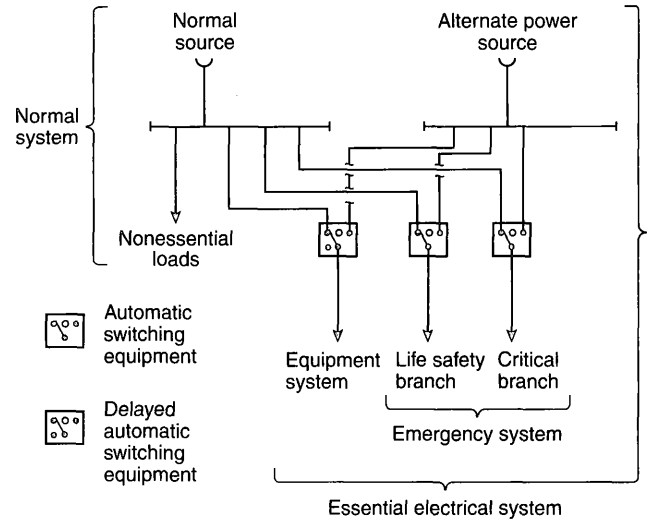 Normal
source
Alternate power
source
Normal
system
Nonessential
loads
Automatic
switching
equipment
Equipment
system
Life safety
branch
Critical
branch
Delayed
automatic
switching
equipment
Emergency system
Essential electrical system